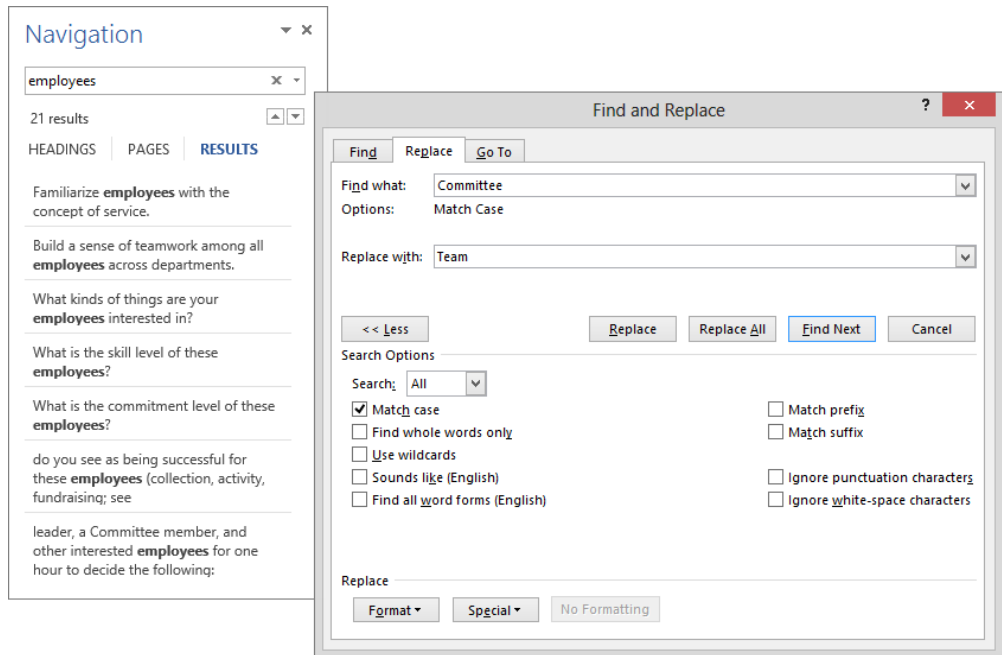 Navigation
employees
21 results
HEADINGS PAGES RESULTS
Familiarize employees with the
concept of service.
Build a sense of teamwork among all
employees across departments.
What kinds of things are your
employees interested in?
What is the skill level of these
employees?
What is the commitment level of these
employees?
do you see as being successful for
these employees (collection, activity,
fundraising; see
leader, a Committee member, and
other interested employees for one
hour to decide the following:
Find and Replace ?
Find Replace Go To
Find what: Committee
Options: Match Case
Replace with: Team
<< Less Replace Replace All Find Next Cancel
Search Options
Search: All
Match case Match prefix
Find whole words only Match suffix
Use wildcards
Sounds like (English) Ignore punctuation characters
Find all word forms (English) Ignore white-space characters
Replace
Format Special No Formatting